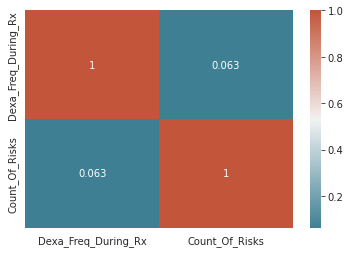 Dexa_Freq_During_Rx
Count_Of_Risks
1
0.063
0.063
1
Dexa_Freq_During_Rx
Count_Of_Risks
1.0
0.8
0.6
0.4
0.2